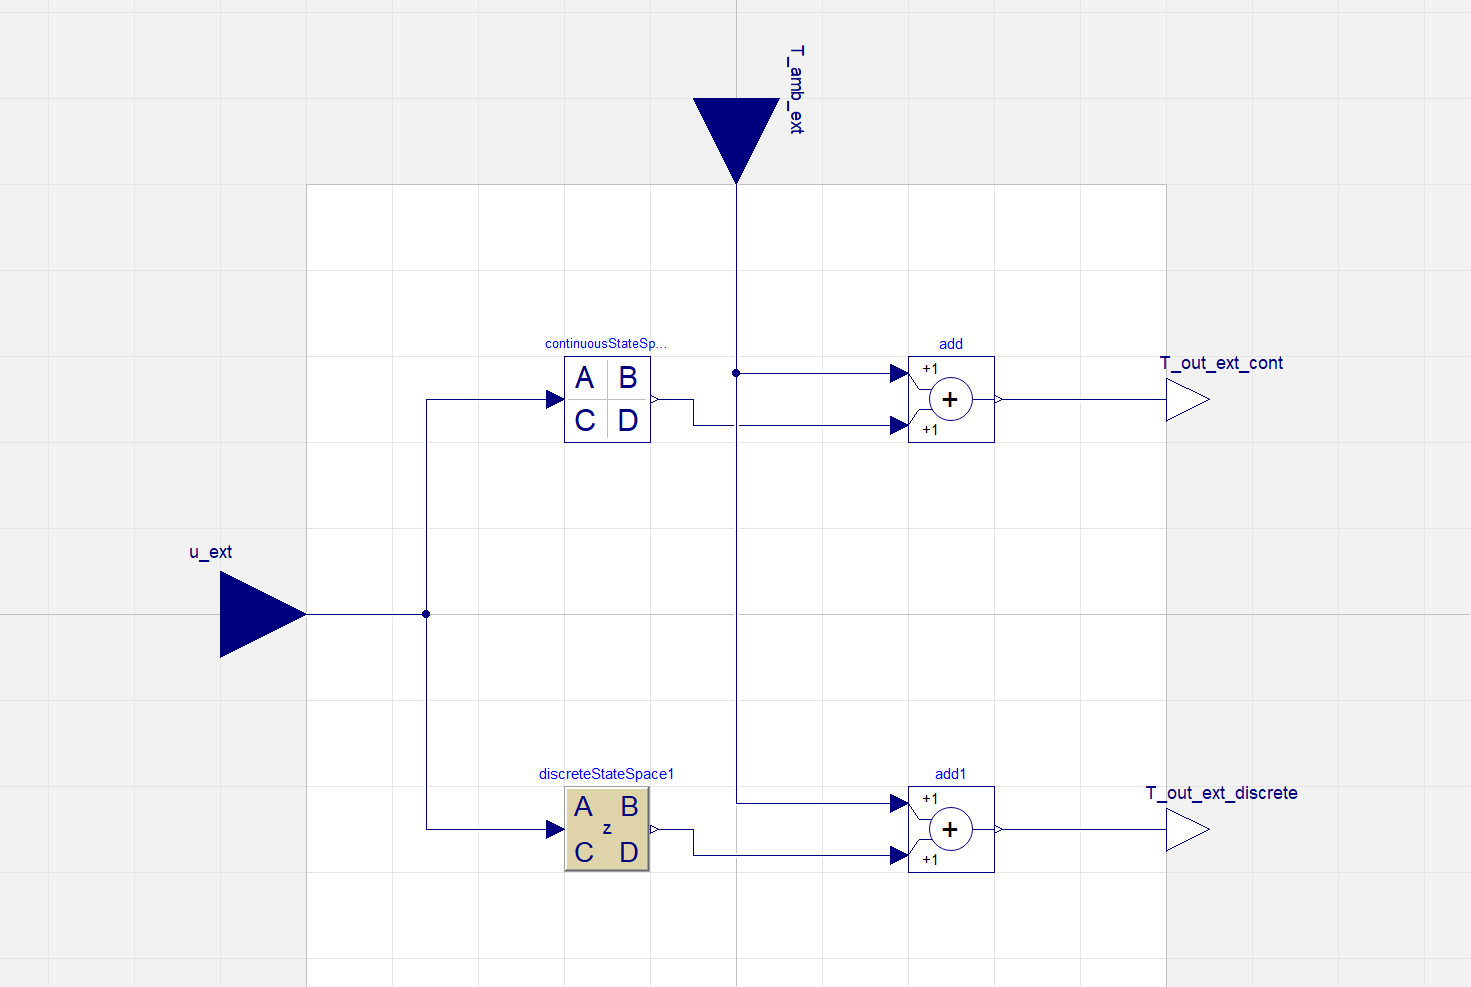 T_amb_ext
continuousStateSp...
A B
C D
add
+1
+
+1
T_out_ext_cont
u_ext
discreteStateSpace1
A B
z
C D
add1
+1
+
+1
T_out_ext_discrete